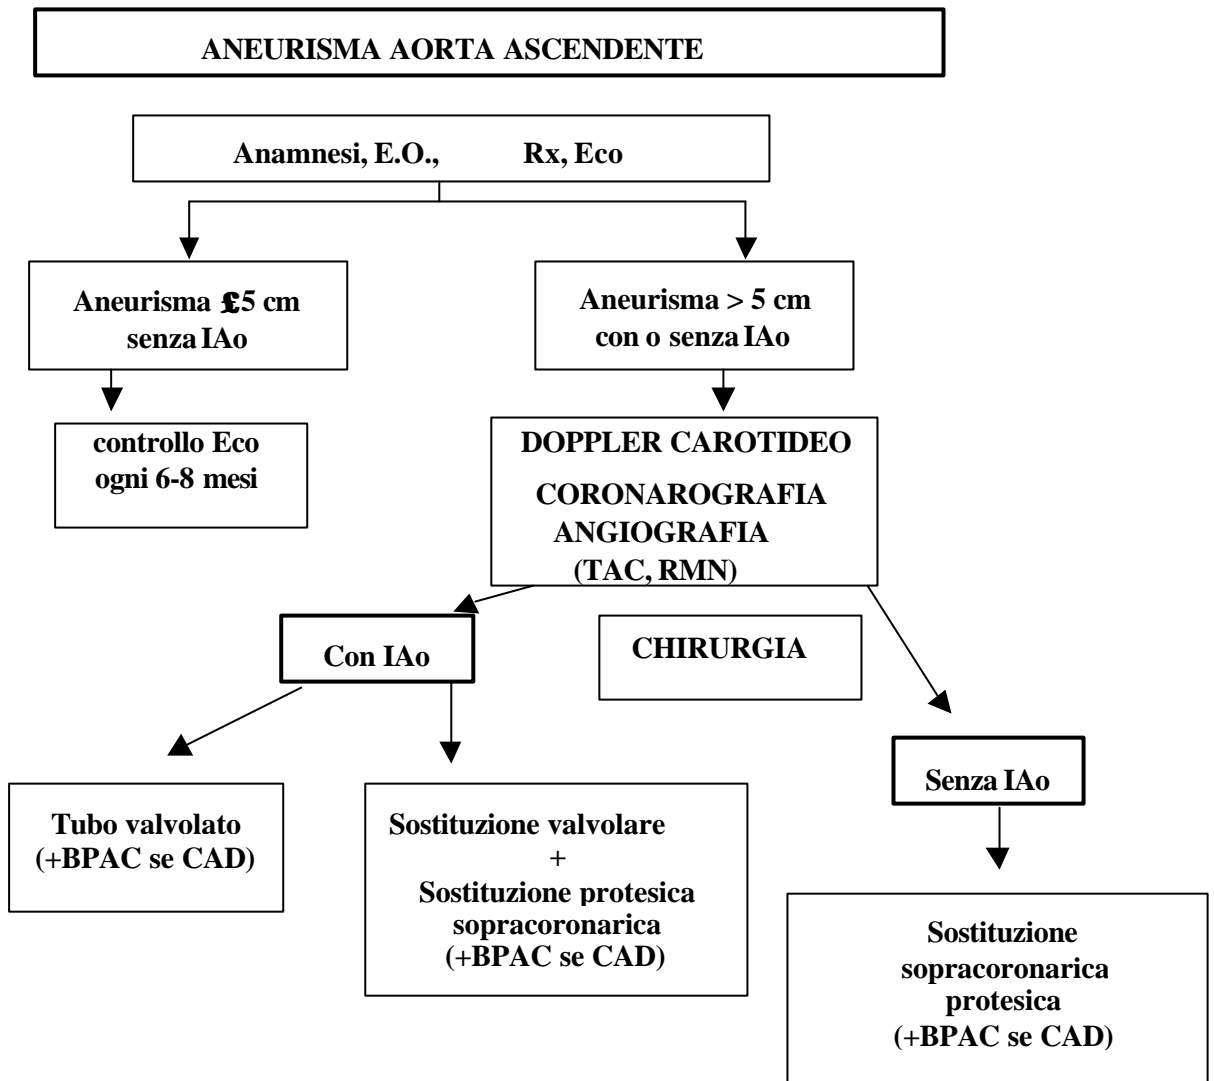 ANEURISMA AORTA ASCENDENTE
Anamnesi, E.O., Rx, Eco
Aneurisma £5 cm
senza IAo
Aneurisma > 5 cm
con o senza IAo
controllo Eco
ogni 6-8 mesi
DOPPLER CAROTIDEO
CORONAROGRAFIA
ANGIOGRAFIA
(TAC, RMN)
Con IAo
CHIRURGIA
Senza IAo
Tubo valvolato
(+BPAC se CAD)
Sostituzione valvolare
+
Sostituzione protesica
sopracoronarica
(+BPAC se CAD)
Sostituzione
sopracoronarica
protesica
(+BPAC se CAD)